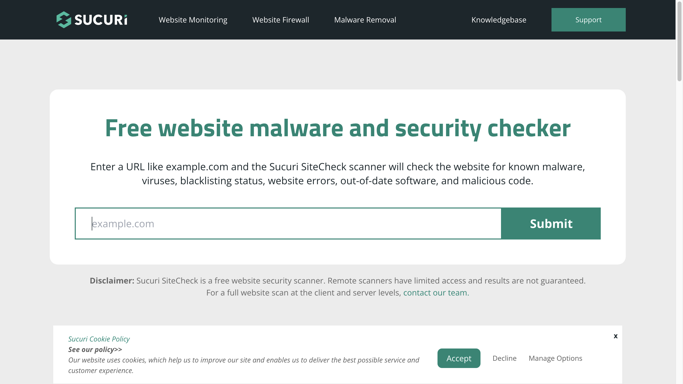 SUCURi
Website Monitoring
Website Firewall
Malware Removal
Knowledgebase
Support
Free website malware and security checker
Enter a URL like example.com and the Sucuri SiteCheck scanner will check the website for known malware,
viruses, blacklisting status, website errors, out-of-date software, and malicious code.
example.com
Submit
Disclaimer: Sucuri SiteCheck is a free website security scanner. Remote scanners have limited access and results are not guaranteed.
For a full website scan at the client and server levels, contact our team.
x
Sucuri Cookie Policy
See our policy>>
Our website uses cookies, which help us to improve our site and enables us to deliver the best possible service and
customer experience.
Accept
Decline
Manage Options